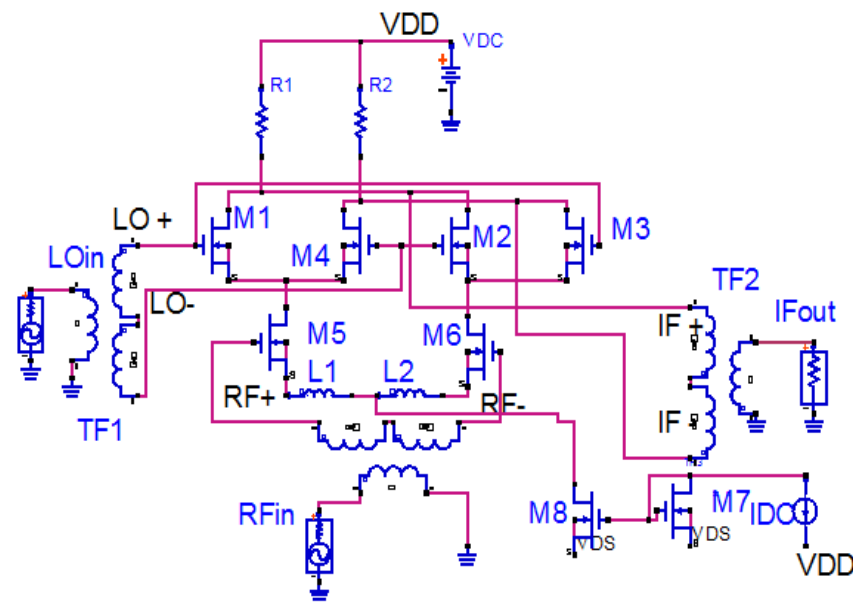 VDD
VDC
R1
R2
LO +
M1
M4
M2
M3
LOin
LO-
TF2
IF +
IFout
M5
M6
L1
L2
RF+
RF-
TF1
IF -
RFin
M8
M7
IDC
VDS
VDS
VDD